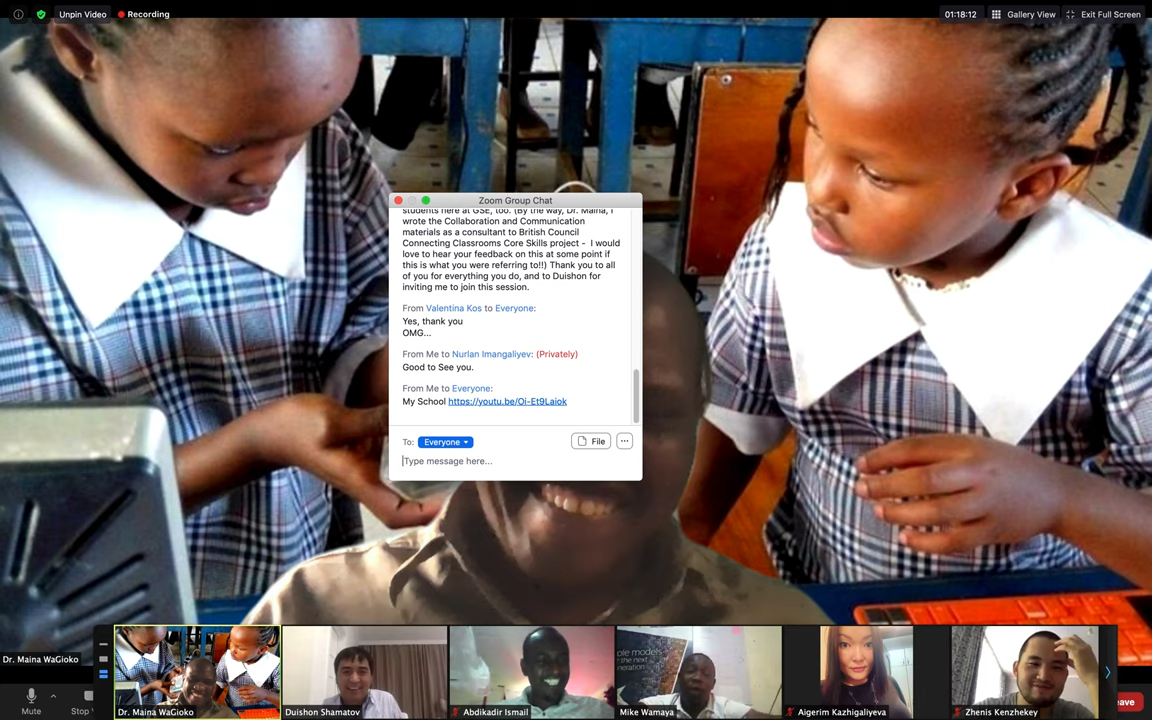 Unpin Video
Recording
01:18:12
Gallery View
Exit Full Screen
Zoom Group Chat
students here at GSE, too. (By the way, Dr. Maina, I
wrote the Collaboration and Communication
materials as a consultant to British Council
Connecting Classrooms Core Skills project - I would
love to hear your feedback on this at some point if
this is what you were referring to!!) Thank you to all
of you for everything you do, and to Duishon for
inviting me to join this session.
From Valentina Kos to Everyone:
Yes, thank you
OMG...
From Me to Nurlan Imangaliyev: (Privately)
Good to See you.
From Me to Everyone:
My School https://youtu.be/Oi-Et9Laiok
To: Everyone
File
Type message here...
Dr. Maina WaGioko
ple models
the next
neration
Dr. Maina WaGioko
Duishon Shamatov
Abdikadir Ismail
Mike Wamaya
Aigerim Kazhigaliyeva
Zhenis Kenzhekey
Mute
Stop V
eave